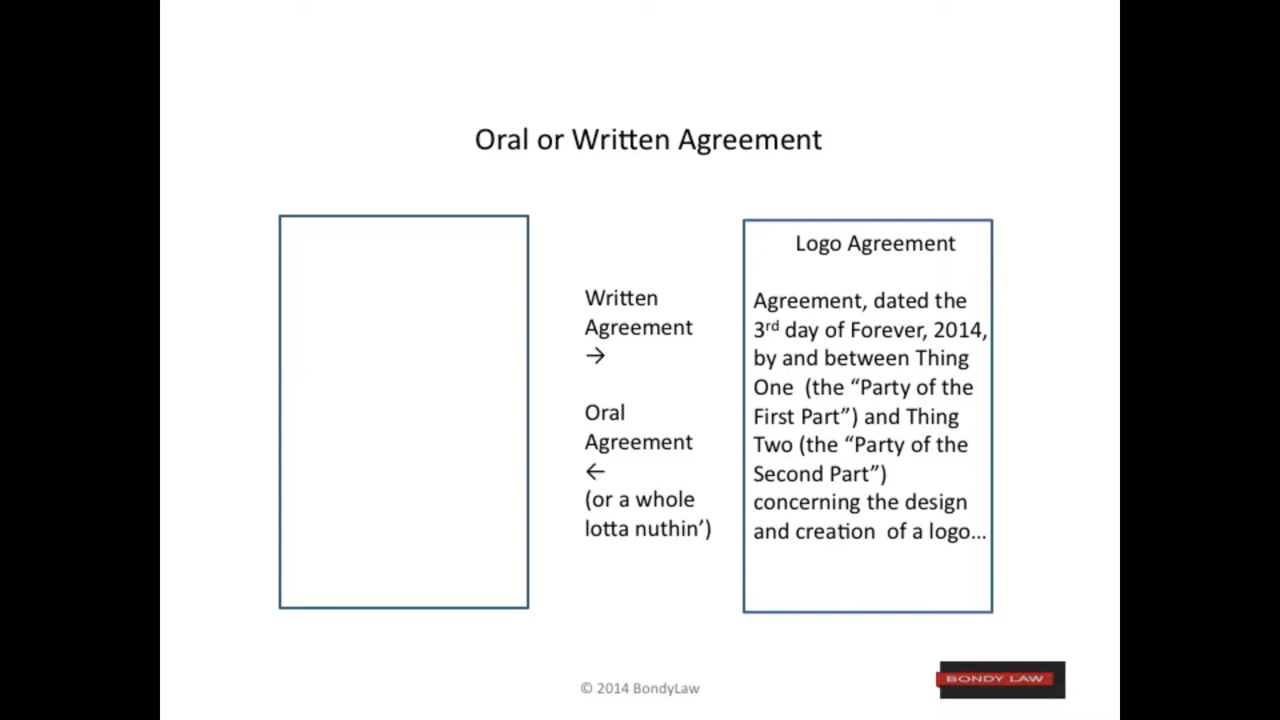 Oral or Written Agreement
Written
Agreement
→
Oral
Agreement
←
(or a whole
lotta nuthin’)
Logo Agreement
Agreement, dated the
3rd day of Forever, 2014,
by and between Thing
One (the “Party of the
First Part”) and Thing
Two (the “Party of the
Second Part”)
concerning the design
and creation of a logo...
© 2014 BondyLaw
BONDY LAW